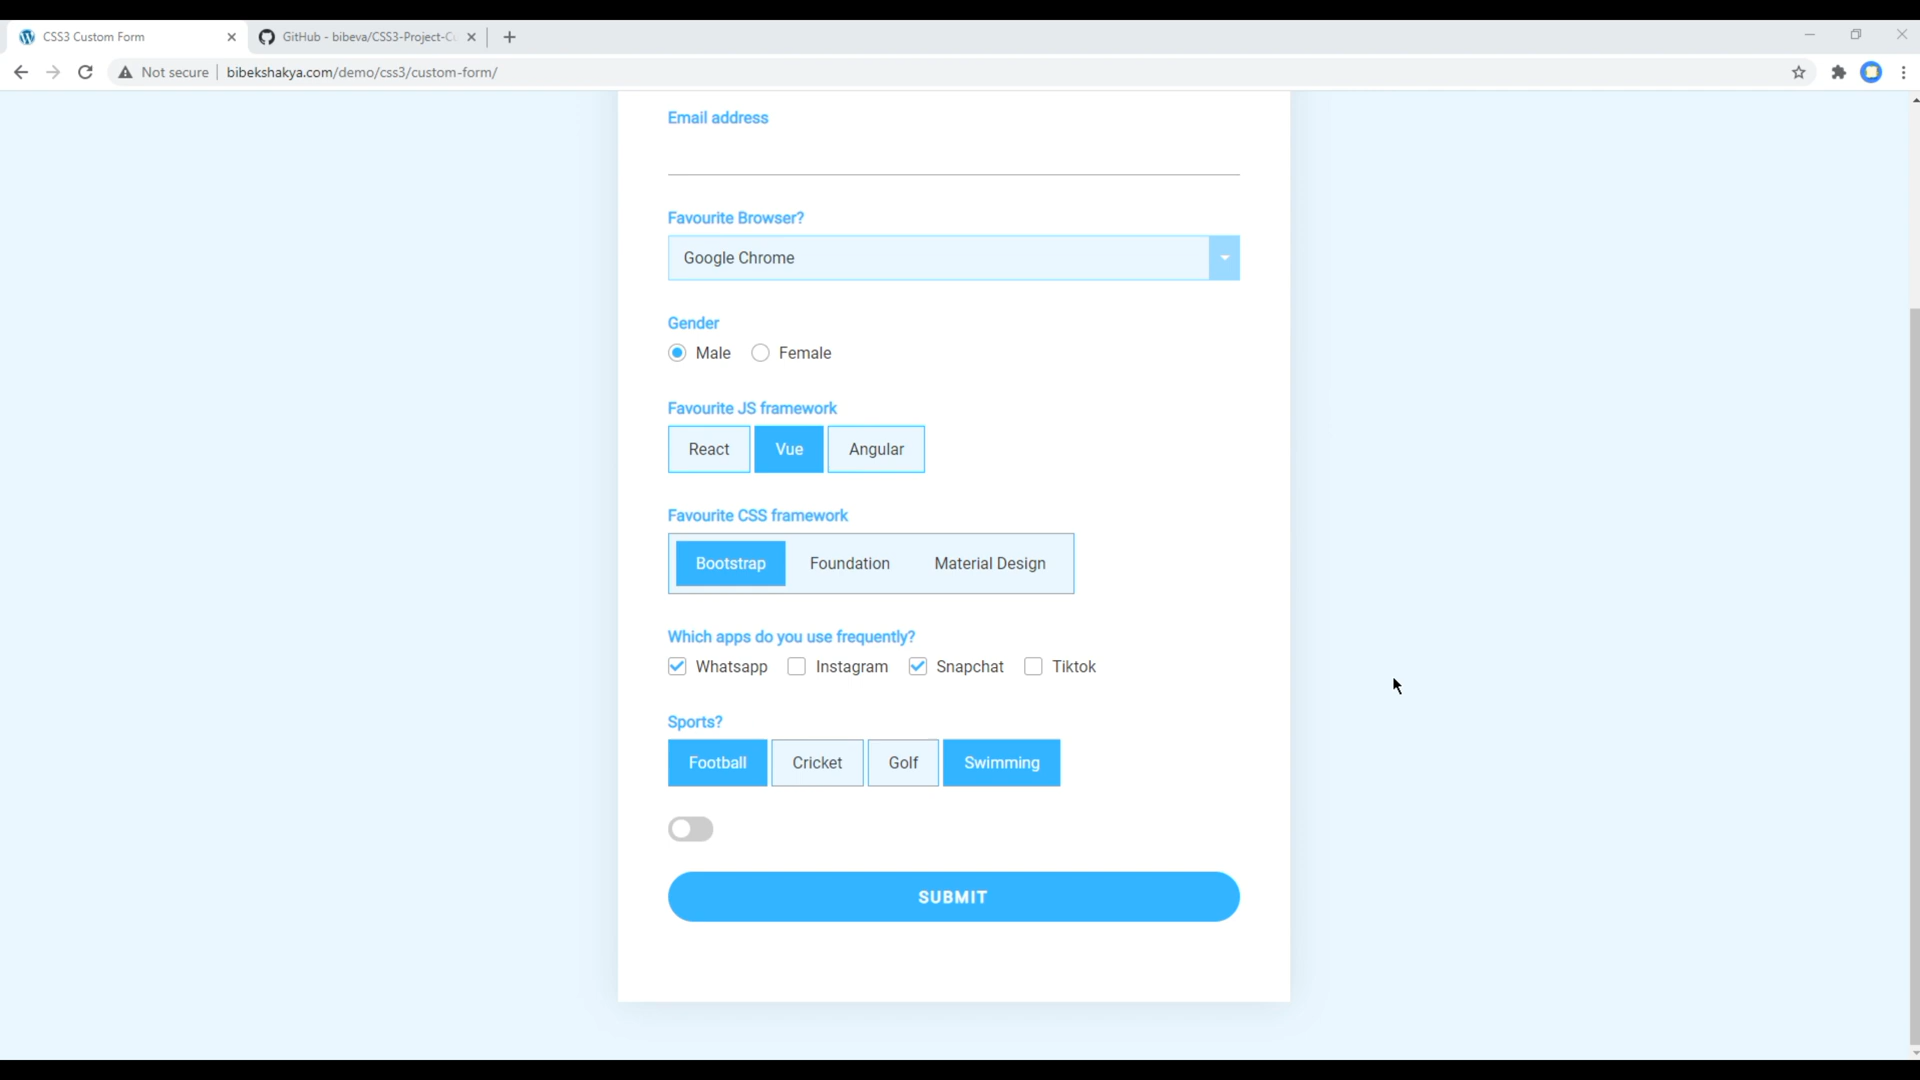 CSS3 Custom Form
GitHub - bibeva/CSS3-Project-Cu
Not secure
bibekshakya.com/demo/css3/custom-form/
Email address
Favourite Browser?
Google Chrome
Gender
Male Female
Favourite JS framework
React Vue Angular
Favourite CSS framework
Bootstrap Foundation Material Design
Which apps do you use frequently?
Whatsapp Instagram Snapchat Tiktok
Sports?
Football Cricket Golf Swimming
SUBMIT